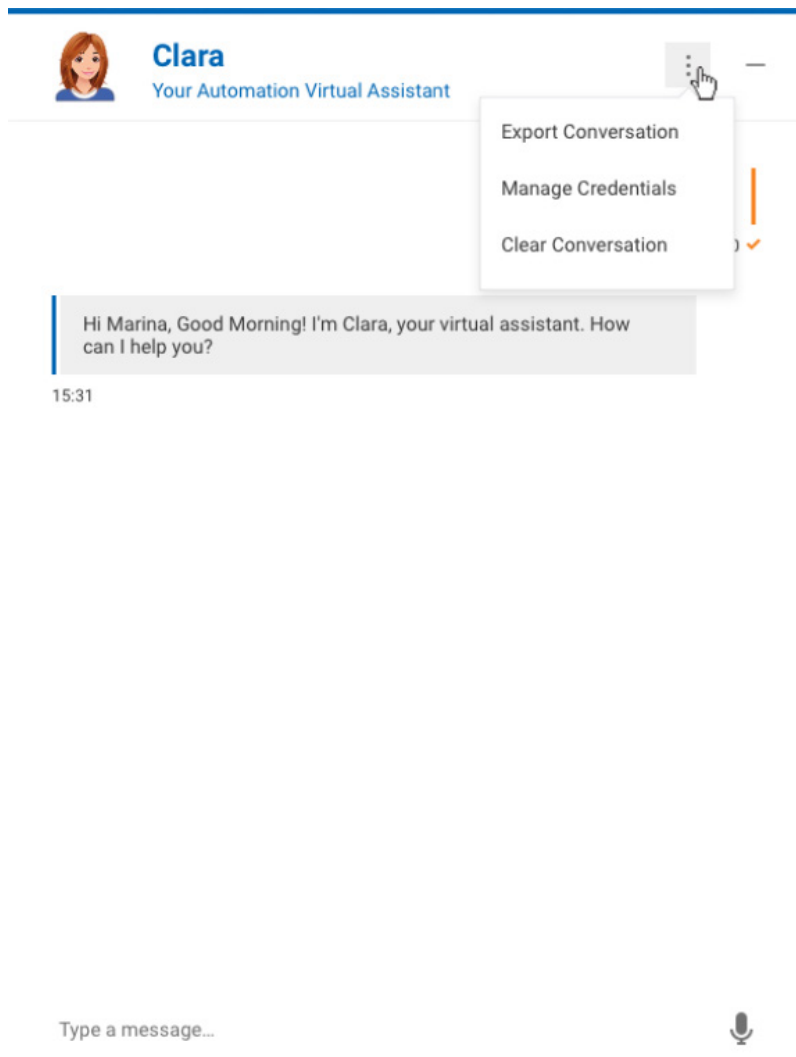 Clara
Your Automation Virtual Assistant
Export Conversation
Manage Credentials
Clear Conversation
Hi Marina, Good Morning! I'm Clara, your virtual assistant. How
can I help you?
15:31
Type a message...